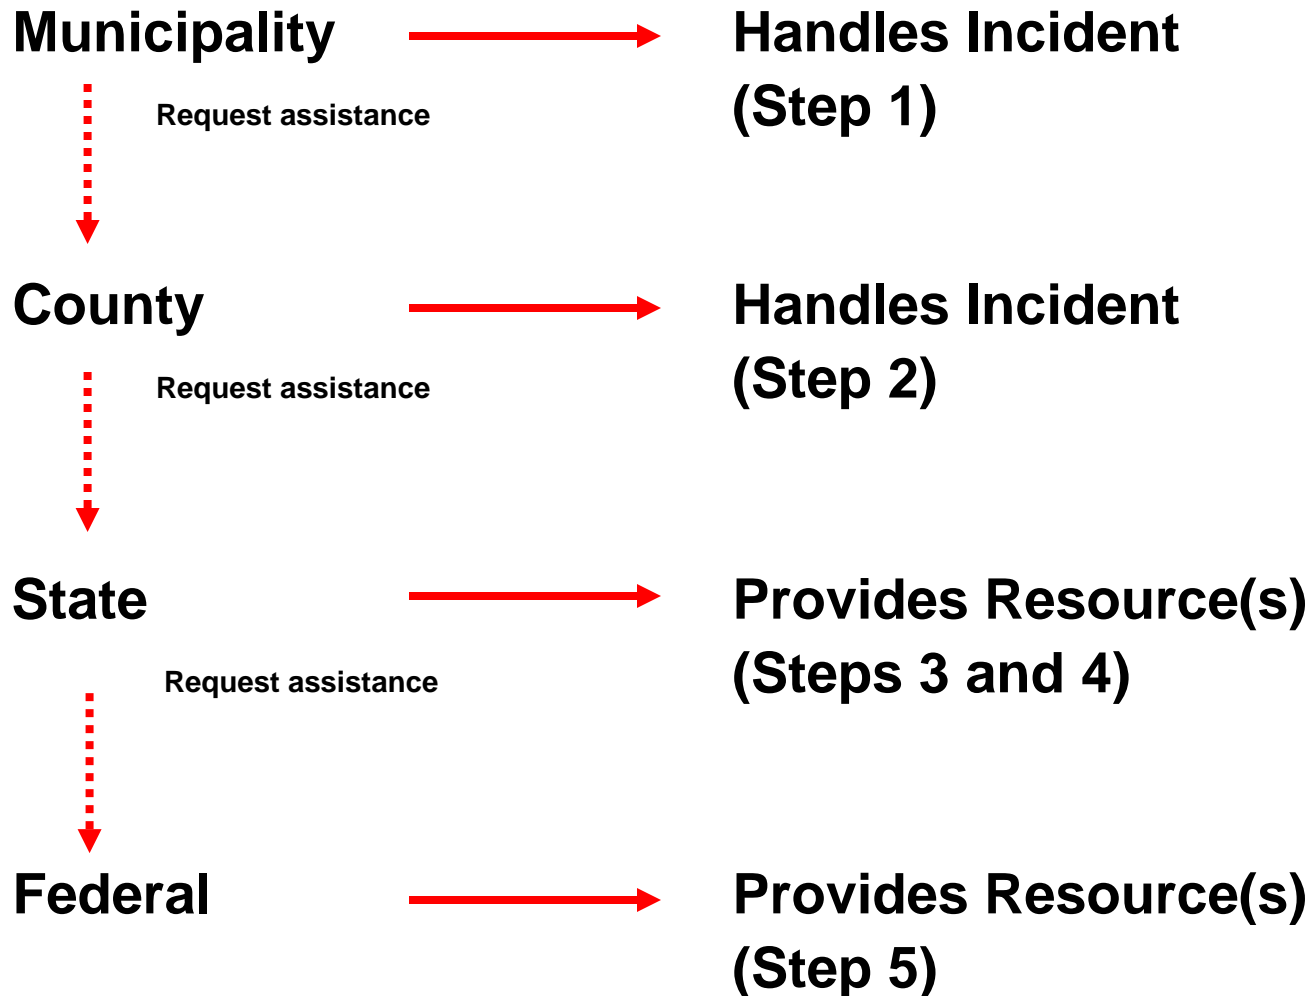 Municipality
Handles Incident
(Step 1)
Request assistance
County
Handles Incident
(Step 2)
Request assistance
State
Provides Resource(s)
(Steps 3 and 4)
Request assistance
Federal
Provides Resource(s)
(Step 5)